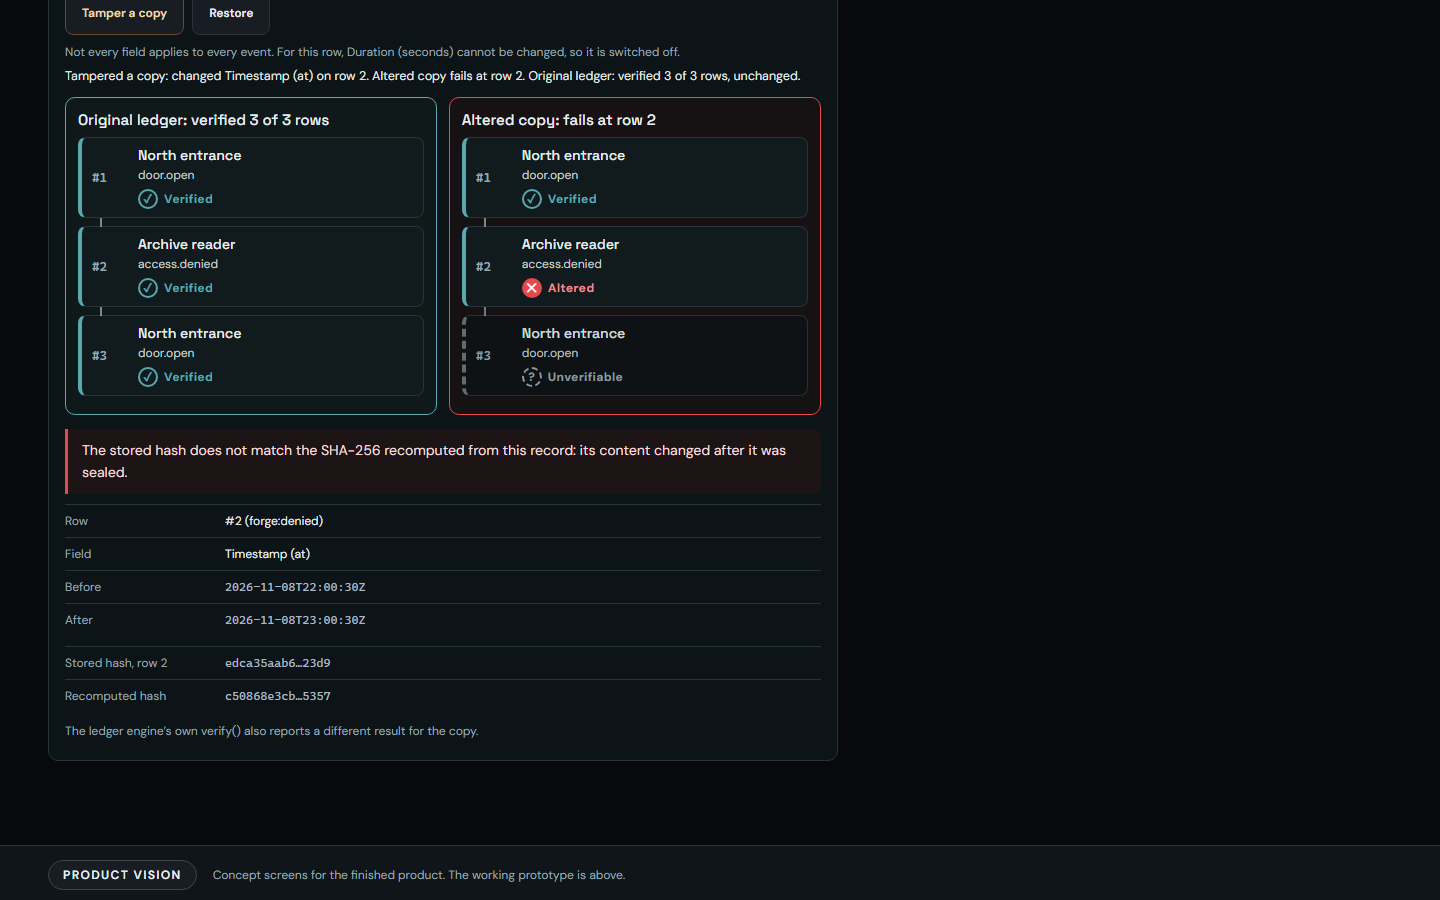 Tamper a copy
Restore
Not every field applies to every event. For this row, Duration (seconds) cannot be changed, so it is switched off.
Tampered a copy: changed Timestamp (at) on row 2. Altered copy fails at row 2. Original ledger: verified 3 of 3 rows, unchanged.
Original ledger: verified 3 of 3 rows
#1
North entrance
door.open
Verified
#2
Archive reader
access.denied
Verified
#3
North entrance
door.open
Verified
Altered copy: fails at row 2
#1
North entrance
door.open
Verified
#2
Archive reader
access.denied
Altered
#3
North entrance
door.open
? Unverifiable
The stored hash does not match the SHA-256 recomputed from this record: its content changed after it was
sealed.
Row #2 (forge:denied)
Field Timestamp (at)
Before 2026-11-08T22:00:30Z
After 2026-11-08T23:00:30Z
Stored hash, row 2 edca35aab6…23d9
Recomputed hash c50868e3cb…5357
The ledger engine's own verify() also reports a different result for the copy.
PRODUCT VISION
Concept screens for the finished product. The working prototype is above.